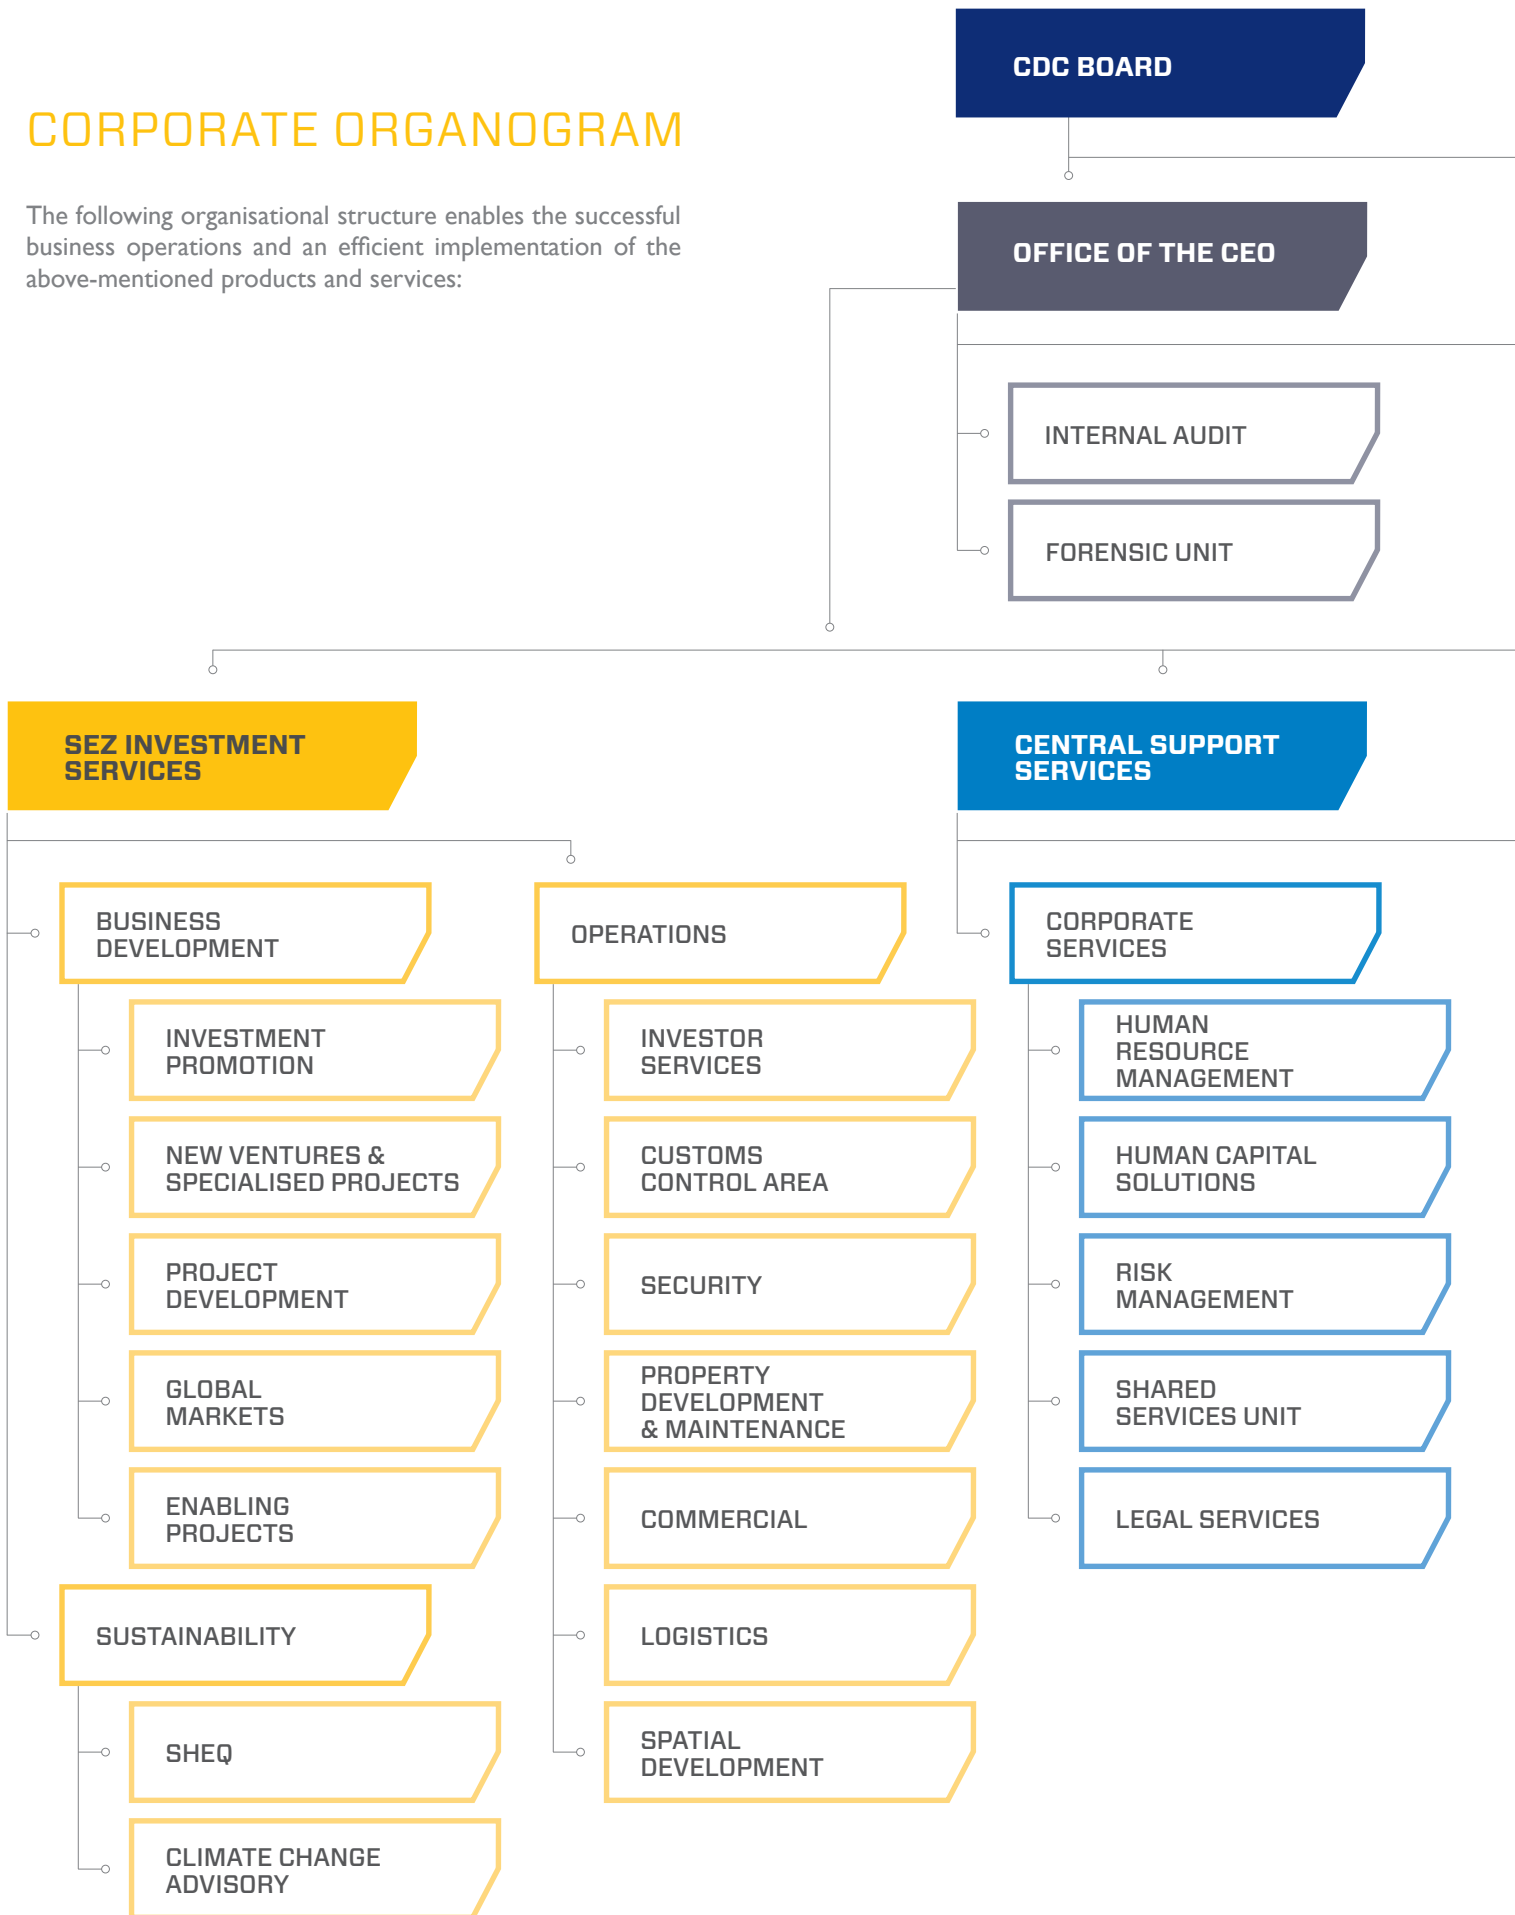 CDC BOARD
CORPORATE ORGANOGRAM
The following organisational structure enables the successful
business operations and an efficient implementation of the
above-mentioned products and services:
OFFICE OF THE CEO
INTERNAL AUDIT
FORENSIC UNIT
SEZ INVESTMENT
SERVICES
BUSINESS
DEVELOPMENT
INVESTMENT
PROMOTION
NEW VENTURES &
SPECIALISED PROJECTS
PROJECT
DEVELOPMENT
GLOBAL
MARKETS
ENABLING
PROJECTS
SUSTAINABILITY
SHEQ
CLIMATE CHANGE
ADVISORY
OPERATIONS
INVESTOR
SERVICES
CUSTOMS
CONTROL AREA
SECURITY
PROPERTY
DEVELOPMENT
& MAINTENANCE
COMMERCIAL
LOGISTICS
SPATIAL
DEVELOPMENT
CENTRAL SUPPORT
SERVICES
CORPORATE
SERVICES
HUMAN
RESOURCE
MANAGEMENT
HUMAN CAPITAL
SOLUTIONS
RISK
MANAGEMENT
SHARED
SERVICES UNIT
LEGAL SERVICES